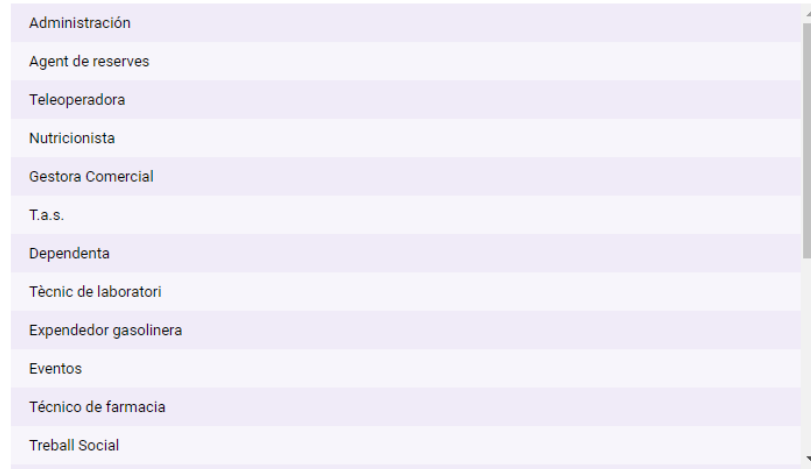 Administración
Agent de reserves
Teleoperadora
Nutricionista
Gestora Comercial
T.a.s.
Dependenta
Tècnic de laboratori
Expendedor gasolinera
Eventos
Técnico de farmacia
Treball Social